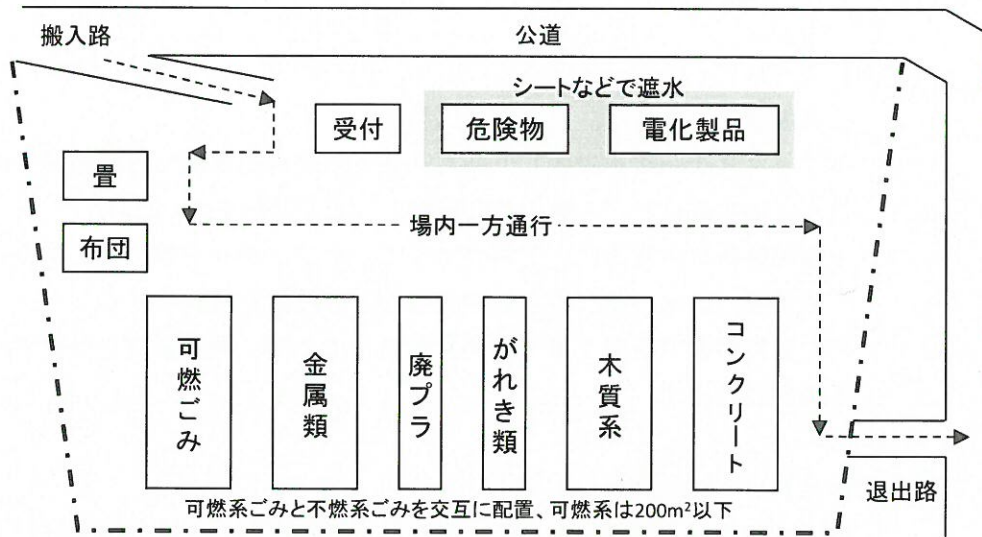 搬入路
公道
シートなどで遮水
受付
危険物
電化製品
畳
布団
場内一方通行
可燃ごみ
金属類
廃プラ
がれき類
木質系
コンクリート
退出路
可燃系ごみと不燃系ごみを交互に配置、可燃系は200m²以下